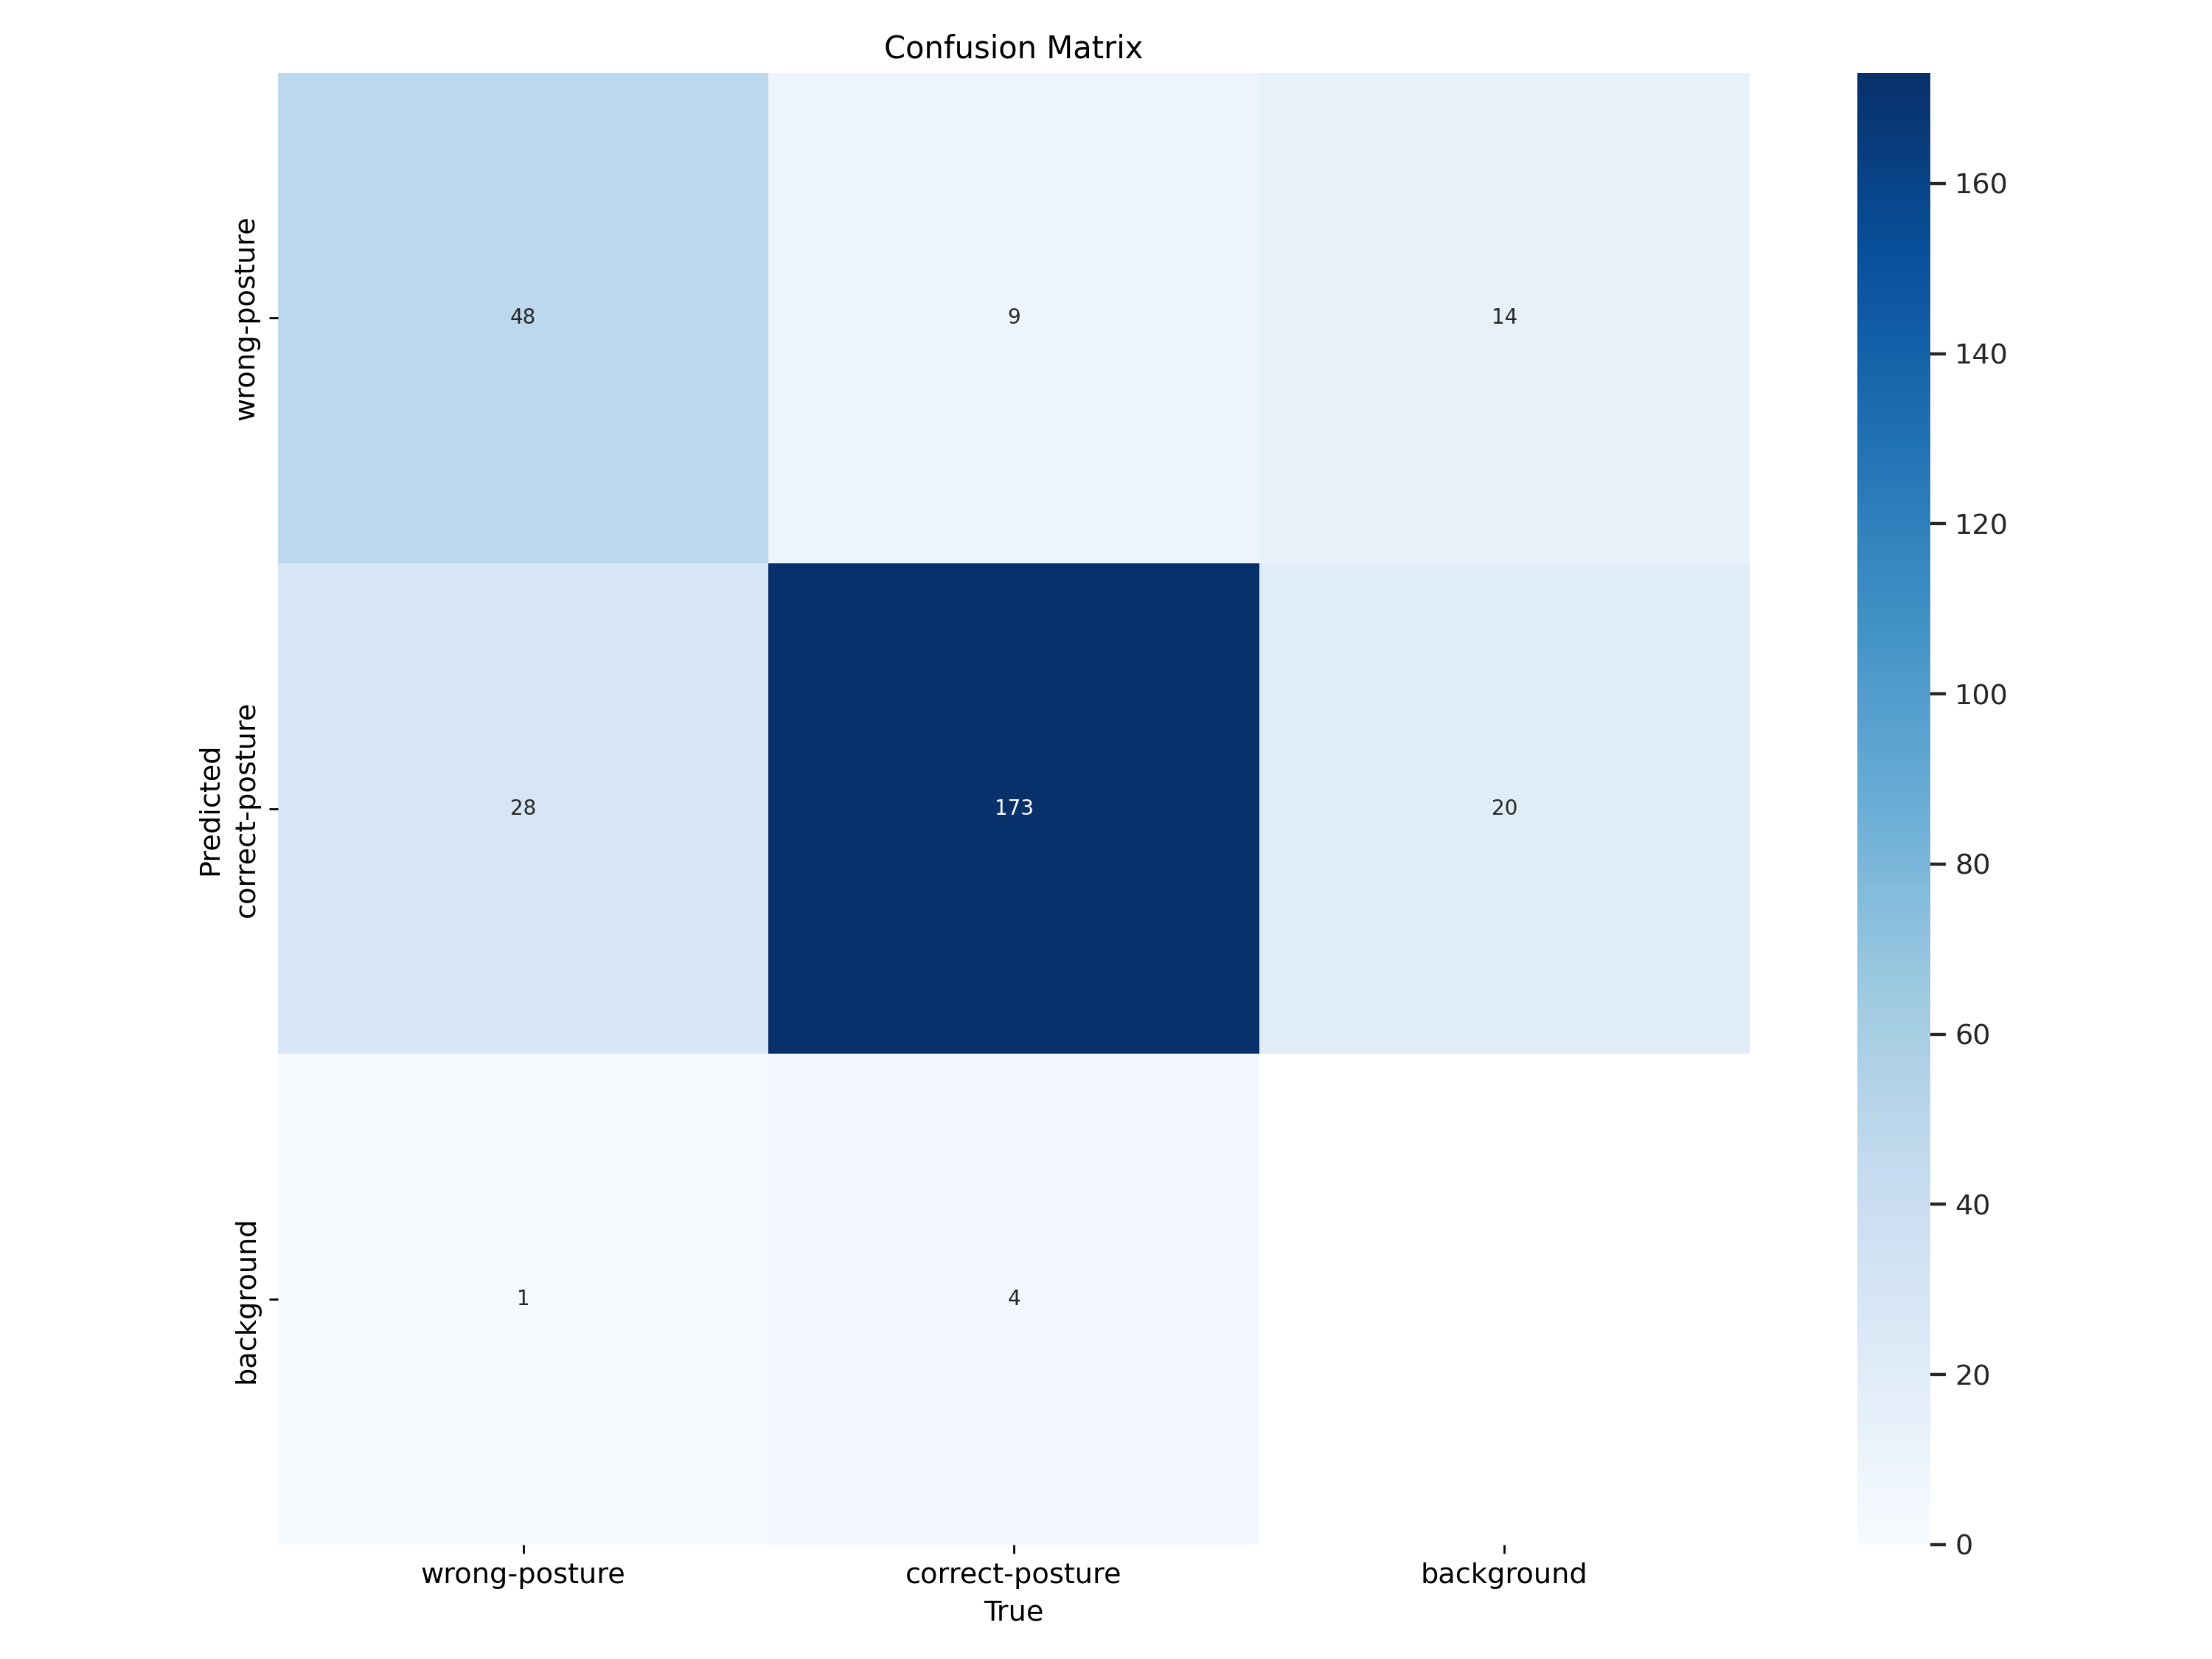 Confusion Matrix
wrong-posture
48
9
14
160
140
120
100
80
60
40
20
0
Predicted
correct-posture
28
173
20
background
1
4
wrong-posture
correct-posture
background
True